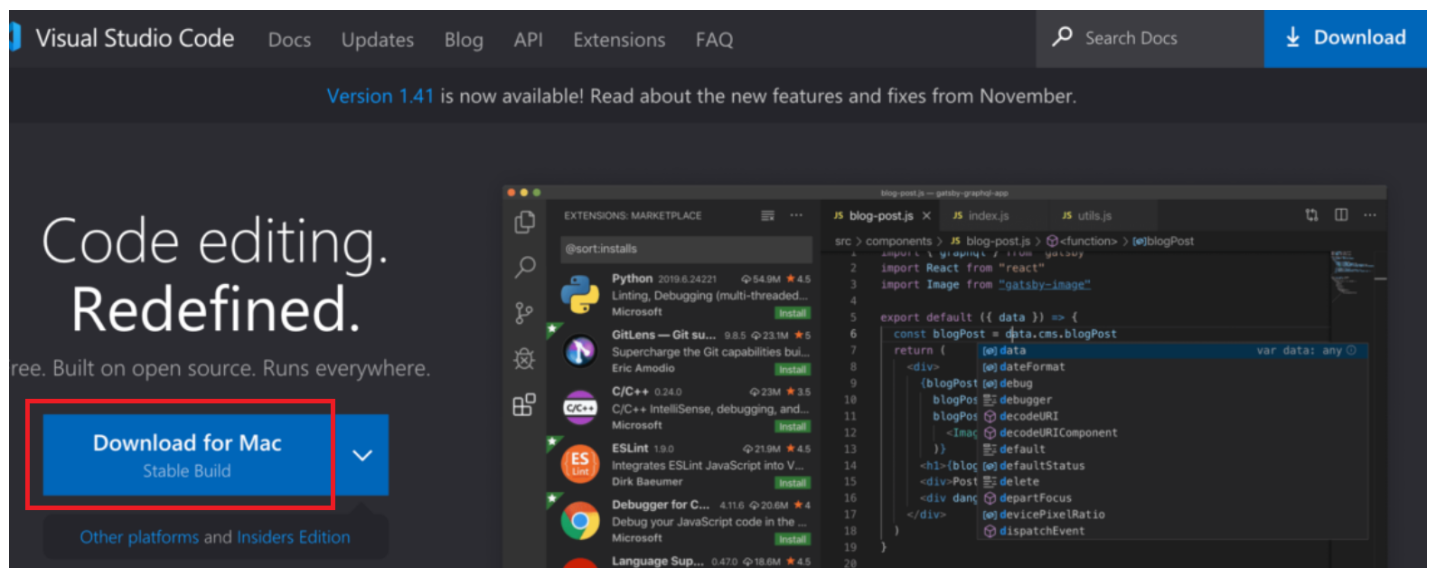 Visual Studio Code Docs Updates Blog API Extensions FAQ Search Docs Download
Version 1.41 is now available! Read about the new features and fixes from November.
Code editing.
Redefined.
ree. Built on open source. Runs everywhere.
Download for Mac
Stable Build
Other platforms and Insiders Edition
blog-post.js — gatsby-graphql-app
EXTENSIONS: MARKETPLACE
@sort:installs
Python 2019.6.24221 54.9M 4.5
Linting, Debugging (multi-threaded...
Microsoft Install
GitLens — Git su... 9.8.5 23.1M 5
Supercharge the Git capabilities bui...
Eric Amodio Install
C/C++ 0.24.0 23M 3.5
C/C++ IntelliSense, debugging, and...
Microsoft Install
ESLint 1.9.0 21.9M 4.5
Integrates ESLint JavaScript into V...
Dirk Baeumer Install
Debugger for C... 4.11.6 20.6M 4
Debug your JavaScript code in the ...
Microsoft Install
Language Sup... 0.47.0 18.6M 4.5
C/C++
ES
Lint
JS blog-post.js JS index.js JS utils.js
src > components > JS blog-post.js > <function> > blogPost
1 import { graphql } from "gatsby"
2 import React from "react"
3 import Image from "gatsby-image"
4
5 export default ({ data }) => {
6 const blogPost = data.cms.blogPost
7 return (
8 <div>
9 {blogPost
10 blogPos
11 blogPos
12 <Imag
13 )}
14 <h1>{blog
15 <div>Post
16 <div dang
17 </div>
18 )
19 }
20
data var data: any
dateFormat
debug
debugger
decodeURI
decodeURIComponent
default
defaultStatus
delete
departFocus
devicePixelRatio
dispatchEvent